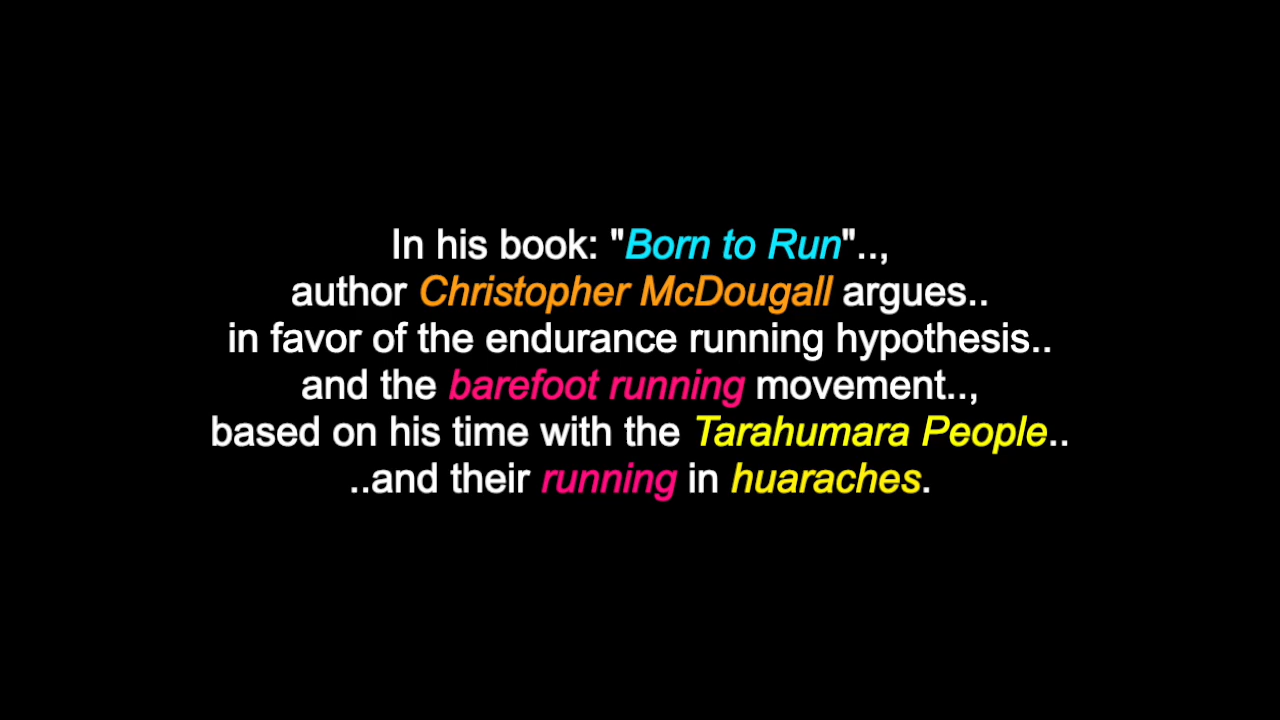 In his book: "Born to Run"..,
author Christopher McDougall argues..
in favor of the endurance running hypothesis..
and the barefoot running movement..,
based on his time with the Tarahumara People..
..and their running in huaraches.